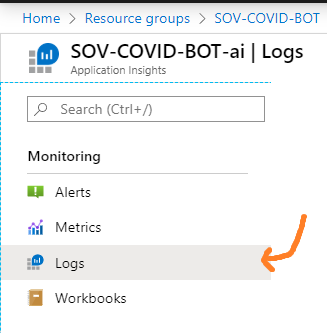 Home > Resource groups > SOV-COVID-BOT
SOV-COVID-BOT-ai | Logs
Application Insights
Search (Ctrl+/)
Monitoring
Alerts
Metrics
Logs
Workbooks